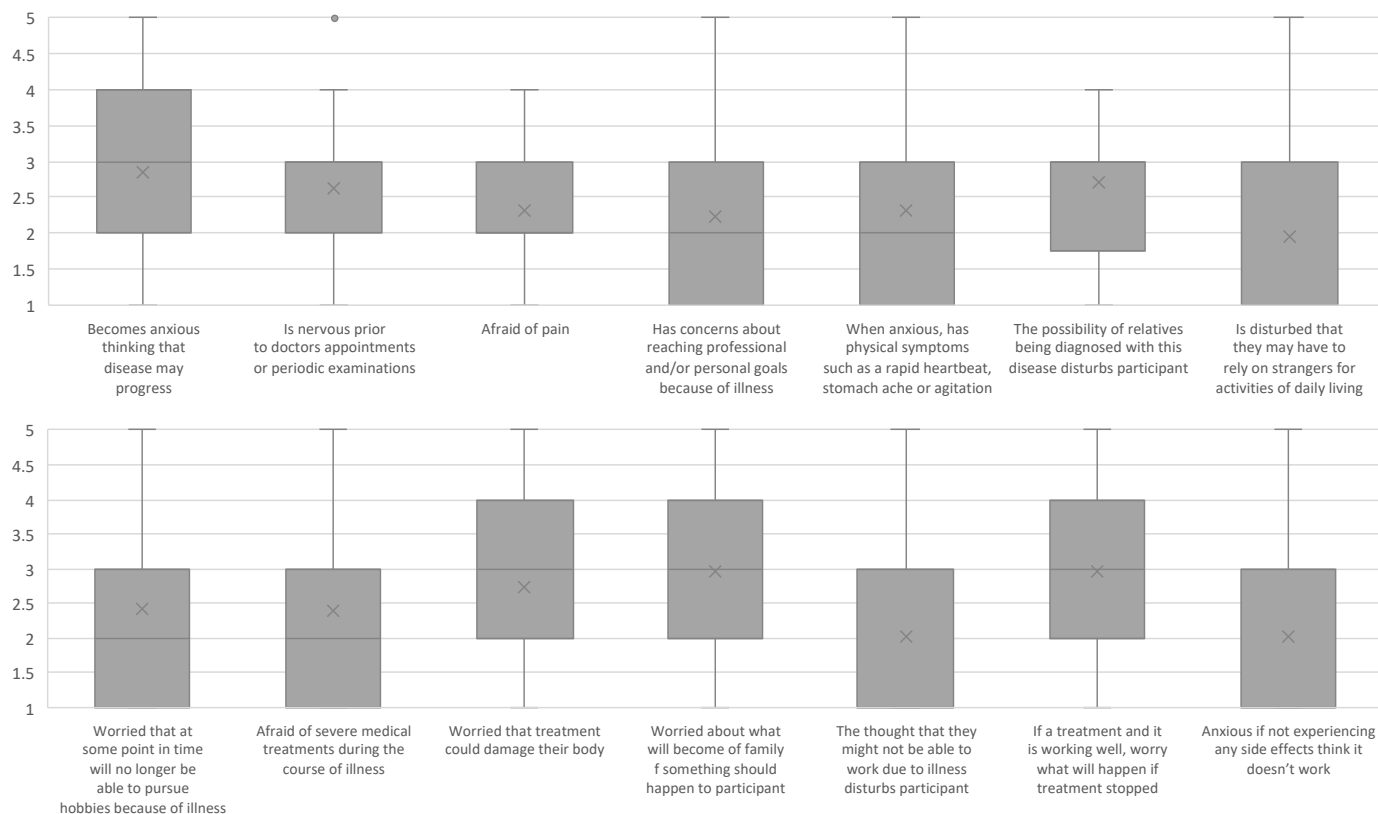 5
4.5
4
3.5
3
2.5
2
1.5
1
Becomes anxious
thinking that
disease may
progress
Is nervous prior
to doctors appointments
or periodic examinations
Afraid of pain
Has concerns about
reaching professional
and/or personal goals
because of illness
When anxious, has
physical symptoms
such as a rapid heartbeat,
stomach ache or agitation
The possibility of relatives
being diagnosed with this
disease disturbs participant
Is disturbed that
they may have to
rely on strangers for
activities of daily living
5
4.5
4
3.5
3
2.5
2
1.5
1
Worried that at
some point in time
will no longer be
able to pursue
hobbies because of illness
Afraid of severe medical
treatments during the
course of illness
Worried that treatment
could damage their body
Worried about what
will become of family
f something should
happen to participant
The thought that they
might not be able to
work due to illness
disturbs participant
If a treatment and it
is working well, worry
what will happen if
treatment stopped
Anxious if not experiencing
any side effects think it
doesn’t work